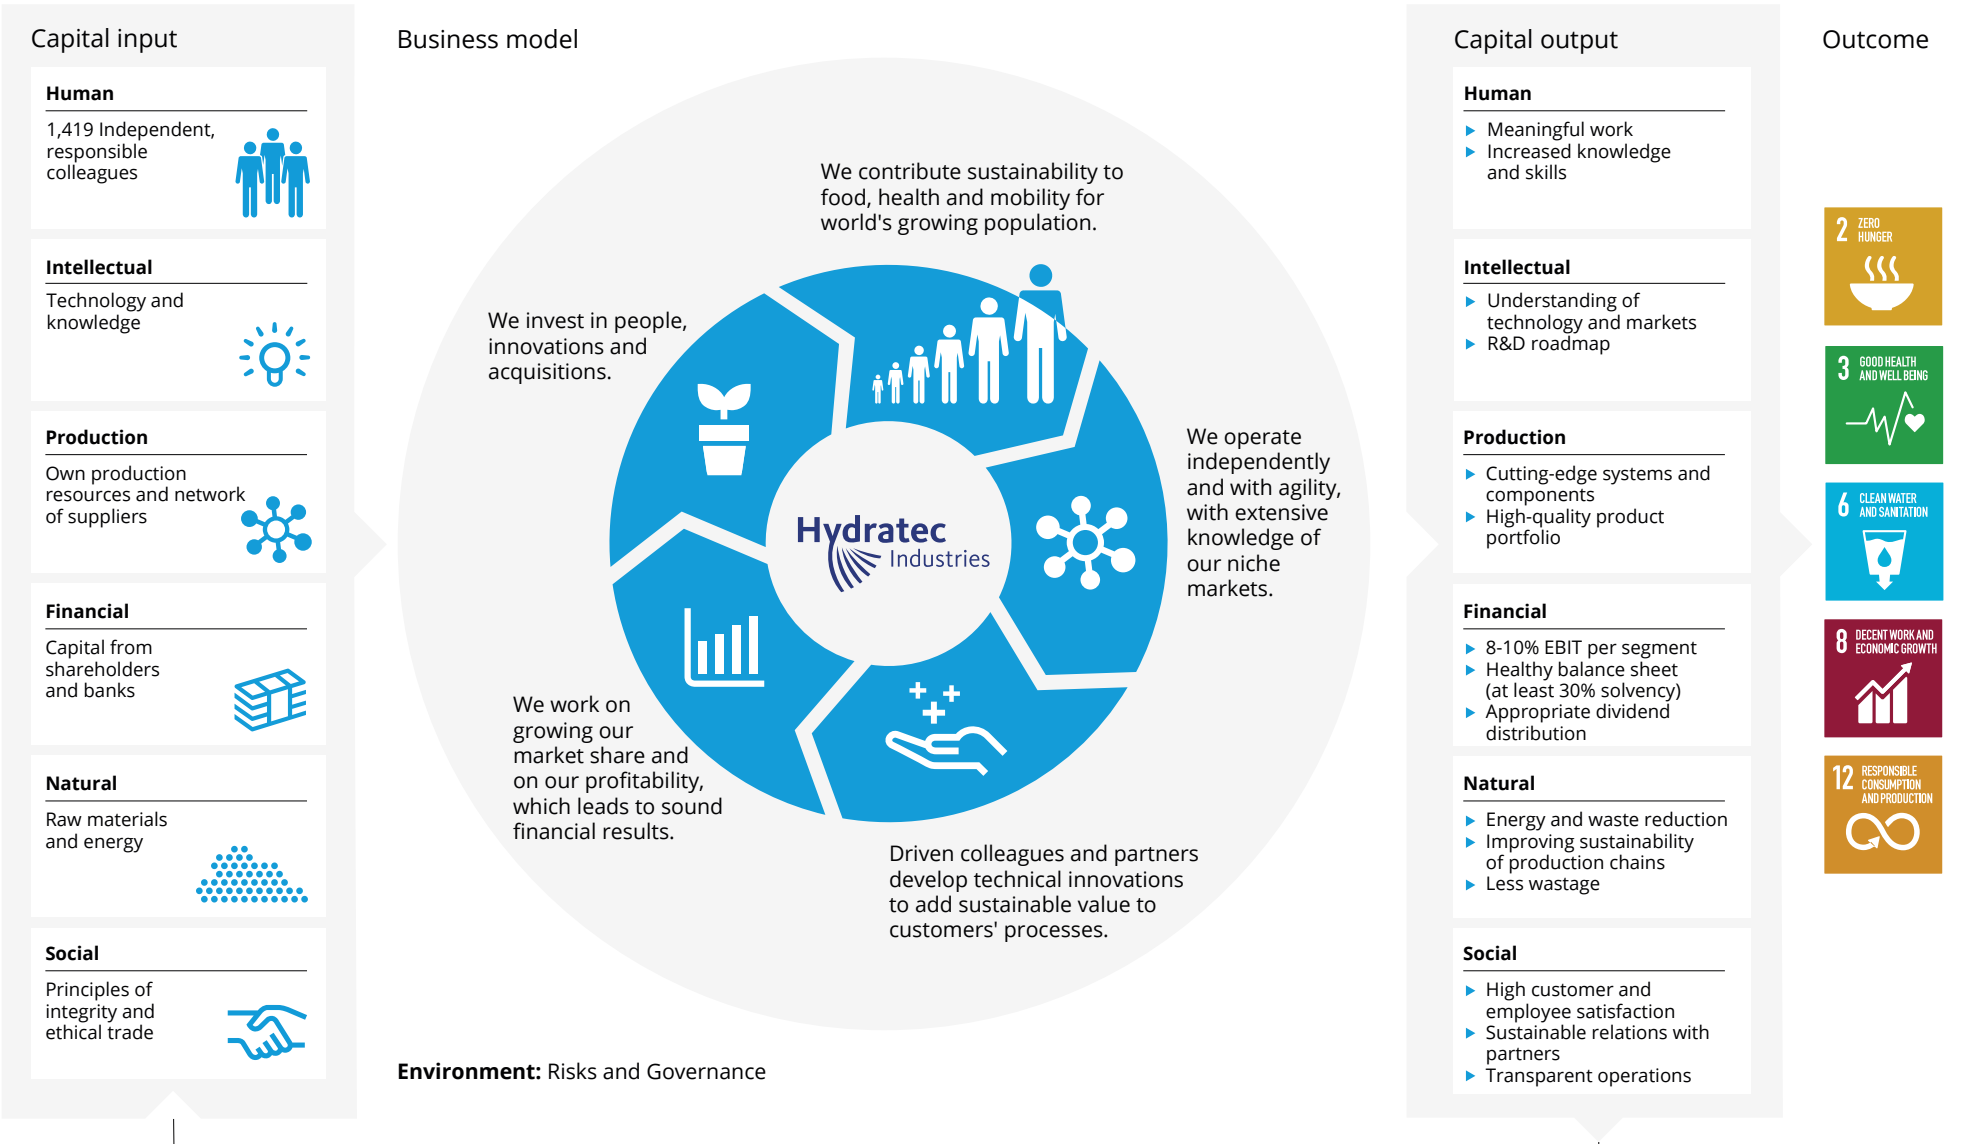 Capital input
Human
1,419 Independent,
responsible
colleagues
Intellectual
Technology and
knowledge
Production
Own production
resources and network
of suppliers
Financial
Capital from
shareholders
and banks
Natural
Raw materials
and energy
Social
Principles of
integrity and
ethical trade
Business model
We contribute sustainability to
food, health and mobility for
world's growing population.
We invest in people,
innovations and
acquisitions.
We operate
independently
and with agility,
with extensive
knowledge of
our niche
markets.
Hydratec
Industries
We work on
growing our
market share and
on our profitability,
which leads to sound
financial results.
Driven colleagues and partners
develop technical innovations
to add sustainable value to
customers' processes.
Environment: Risks and Governance
Capital output
Human
Meaningful work
Increased knowledge
and skills
Intellectual
Understanding of
technology and markets
R&D roadmap
Production
Cutting-edge systems and
components
High-quality product
portfolio
Financial
8-10% EBIT per segment
Healthy balance sheet
(at least 30% solvency)
Appropriate dividend
distribution
Natural
Energy and waste reduction
Improving sustainability
of production chains
Less wastage
Social
High customer and
employee satisfaction
Sustainable relations with
partners
Transparent operations
Outcome
2 ZERO
HUNGER
3 GOOD HEALTH
AND WELL BEING
6 CLEAN WATER
AND SANITATION
8 DECENT WORK AND
ECONOMIC GROWTH
12 RESPONSIBLE
CONSUMPTION
AND PRODUCTION